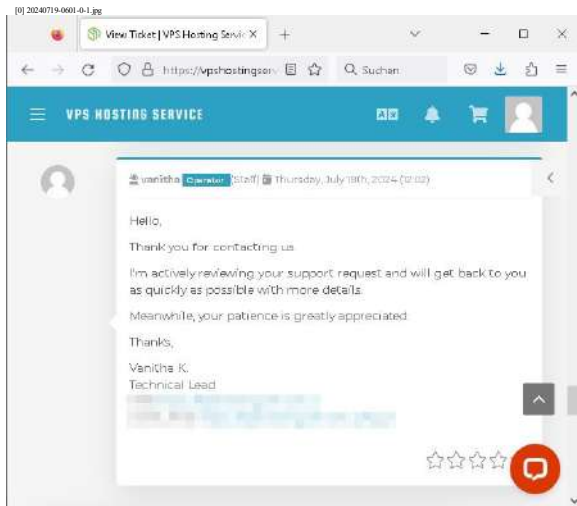 [0] 20240719-0601-0-1.jpg
View Ticket | VPS Hosting Servic
https://vpshostingserv
Suchen
VPS HOSTING SERVICE
vanitha Operator (Staff) Thursday, July 18th, 2024 (12:02)
Hello,
Thank you for contacting us
I'm actively reviewing your support request and will get back to you
as quickly as possible with more details.
Meanwhile, your patience is greatly appreciated
Thanks,
Vanitha K.
Technical Lead